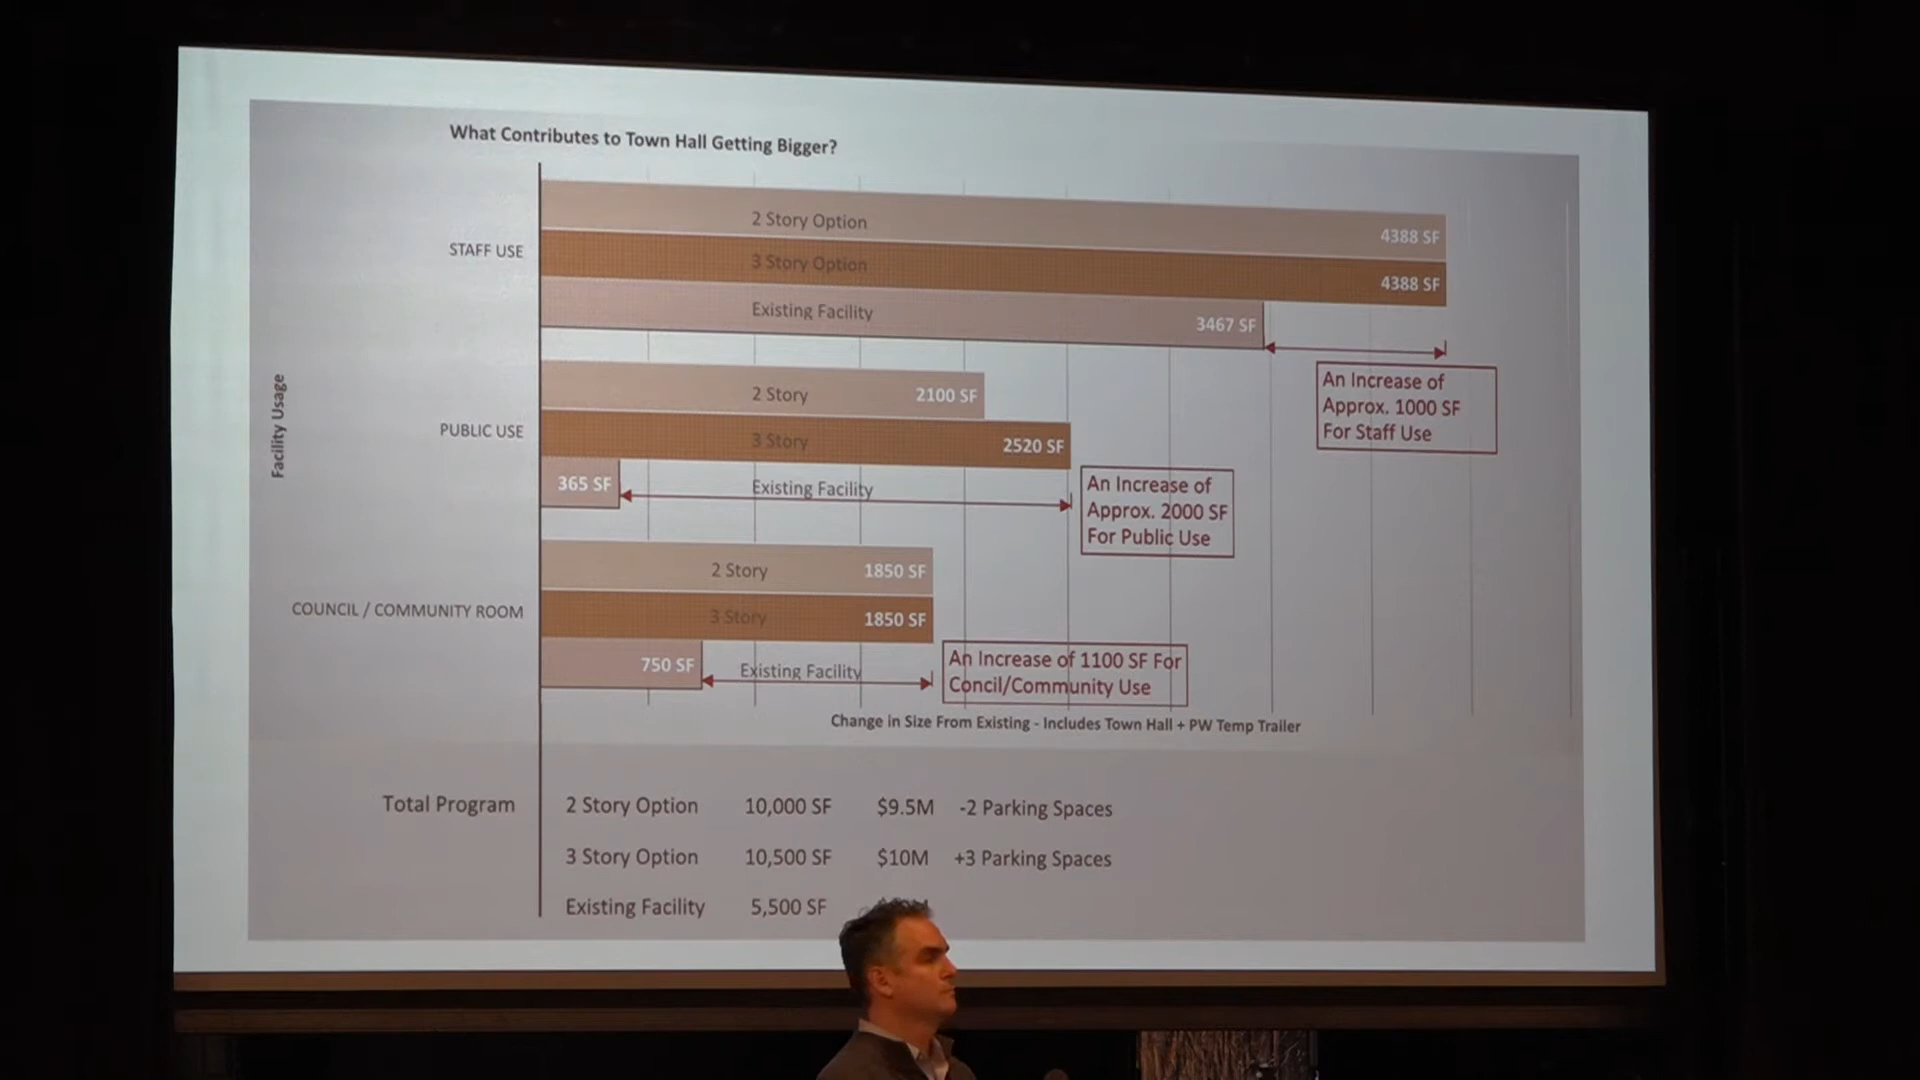 What Contributes to Town Hall Getting Bigger?
Facility Usage
STAFF USE
2 Story Option
4388 SF
3 Story Option
4388 SF
Existing Facility
3467 SF
An Increase of
Approx. 1000 SF
For Staff Use
PUBLIC USE
2 Story
2100 SF
3 Story
2520 SF
365 SF
Existing Facility
An Increase of
Approx. 2000 SF
For Public Use
COUNCIL / COMMUNITY ROOM
2 Story
1850 SF
3 Story
1850 SF
750 SF
Existing Facility
An Increase of 1100 SF For
Concil/Community Use
Change in Size From Existing - Includes Town Hall + PW Temp Trailer
Total Program
2 Story Option 10,000 SF $9.5M -2 Parking Spaces
3 Story Option 10,500 SF $10M +3 Parking Spaces
Existing Facility 5,500 SF